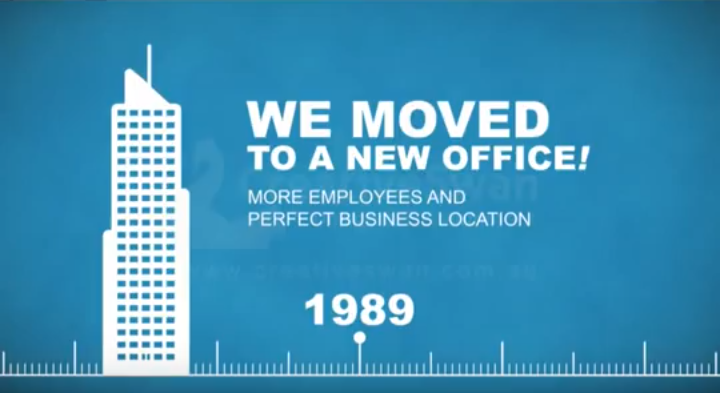 WE MOVED
TO A NEW OFFICE!
MORE EMPLOYEES AND
PERFECT BUSINESS LOCATION
1989